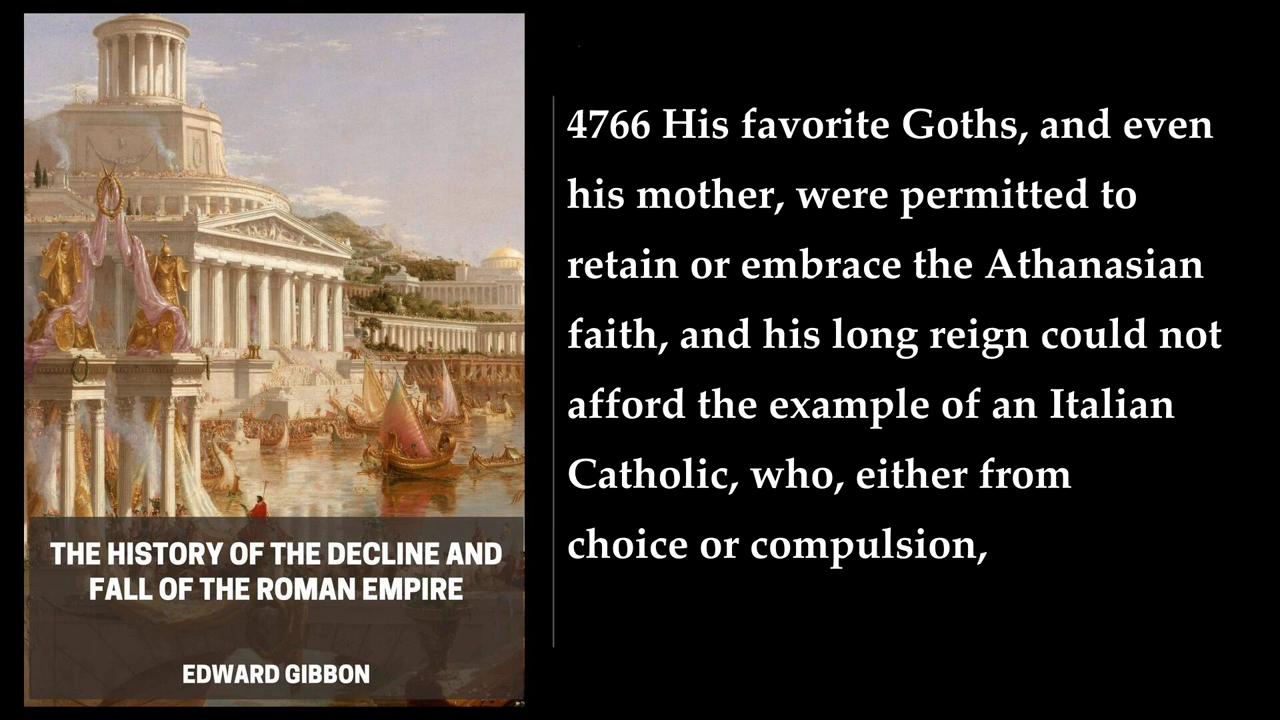 THE HISTORY OF THE DECLINE AND
FALL OF THE ROMAN EMPIRE
EDWARD GIBBON
4766 His favorite Goths, and even
his mother, were permitted to
retain or embrace the Athanasian
faith, and his long reign could not
afford the example of an Italian
Catholic, who, either from
choice or compulsion,